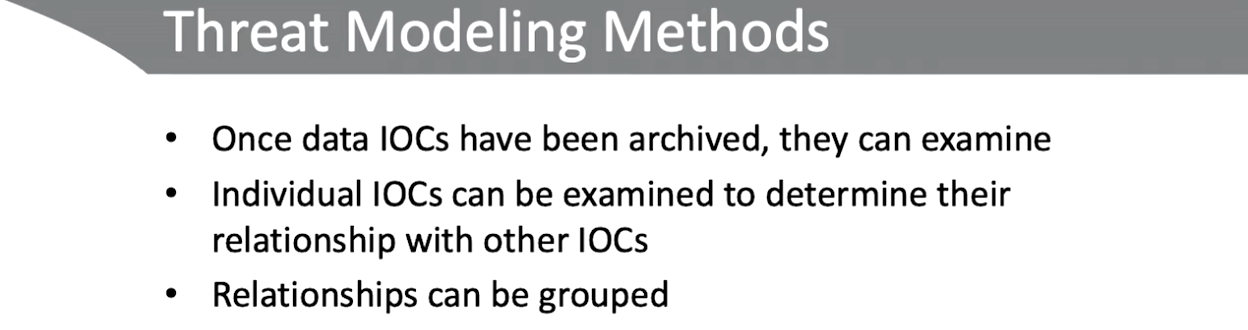 Threat Modeling Methods
• Once data IOCs have been archived, they can examine
• Individual IOCs can be examined to determine their
relationship with other IOCs
• Relationships can be grouped